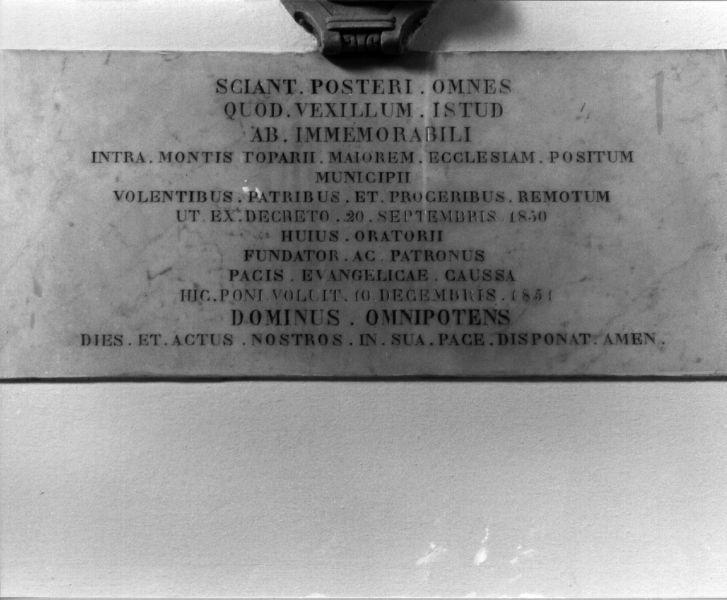 SCIANT . POSTERI . OMNES
QUOD . VEXILLUM . ISTUD
AB . IMMEMORABILI
INTRA . MONTIS TOPARII . MAIOREM . ECCLESIAM . POSITUM
MUNICIPII
VOLENTIBUS . PATRIBUS . ET . PROCERIBUS . REMOTUM
UT . EX . DECRETO . 20 . SEPTEMBRIS . 1850
HUIUS . ORATORII
FUNDATOR . AC . PATRONUS
PACIS . EVANGELICAE . CAUSSA
HIC . PONI . VOLUIT . 10 DECEMBRIS . 1851
DOMINUS . OMNIPOTENS
DIES . ET . ACTUS . NOSTROS . IN . SUA . PACE . DISPONAT . AMEN .